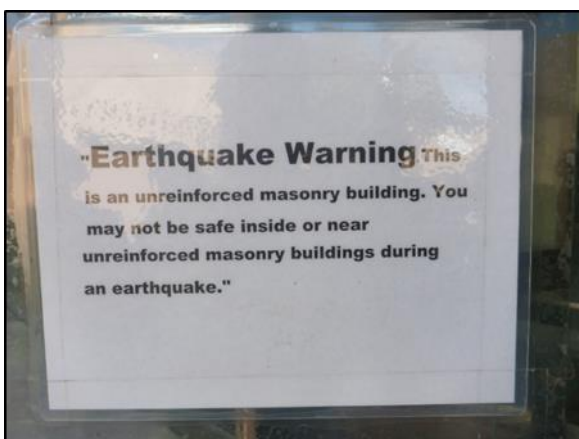 "Earthquake Warning This
is an unreinforced masonry building. You
may not be safe inside or near
unreinforced masonry buildings during
an earthquake."